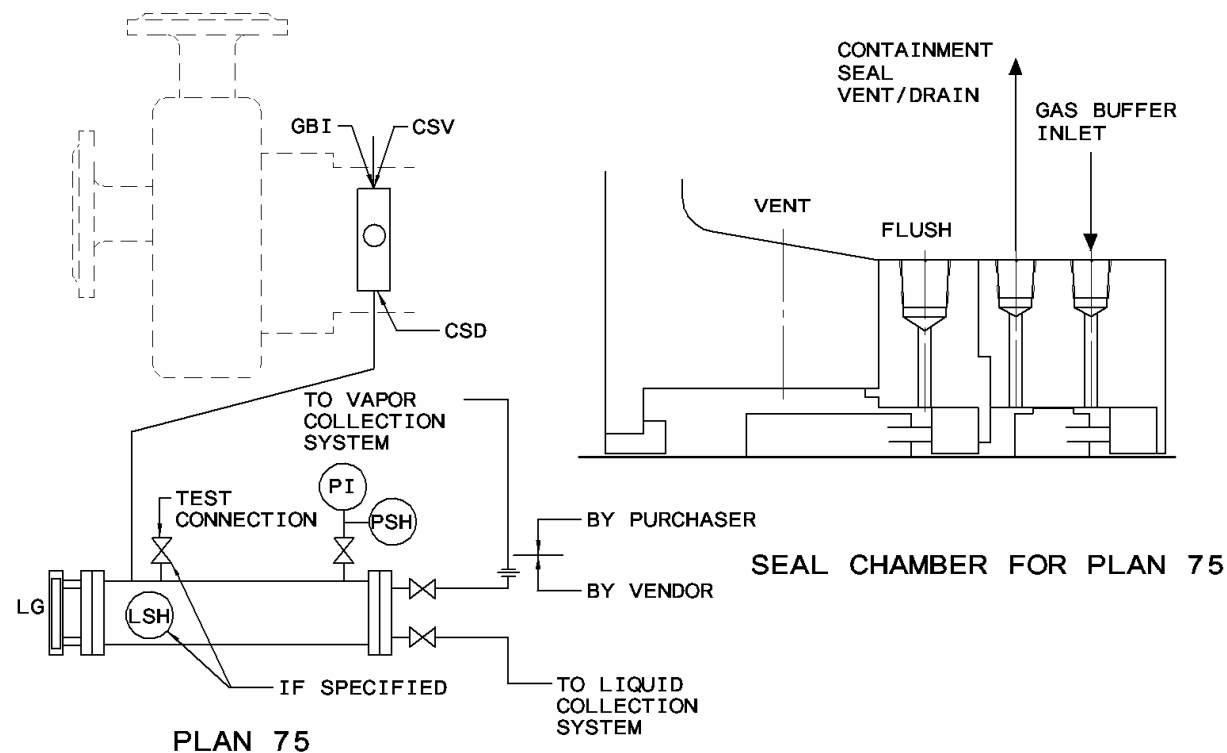 CONTAINMENT
SEAL
VENT/DRAIN
GAS BUFFER
INLET
GBI
CSV
VENT
FLUSH
CSD
TO VAPOR
COLLECTION
SYSTEM
PI
PSH
TEST
CONNECTION
BY PURCHASER
BY VENDOR
SEAL CHAMBER FOR PLAN 75
LG
LSH
IF SPECIFIED
TO LIQUID
COLLECTION
SYSTEM
PLAN 75